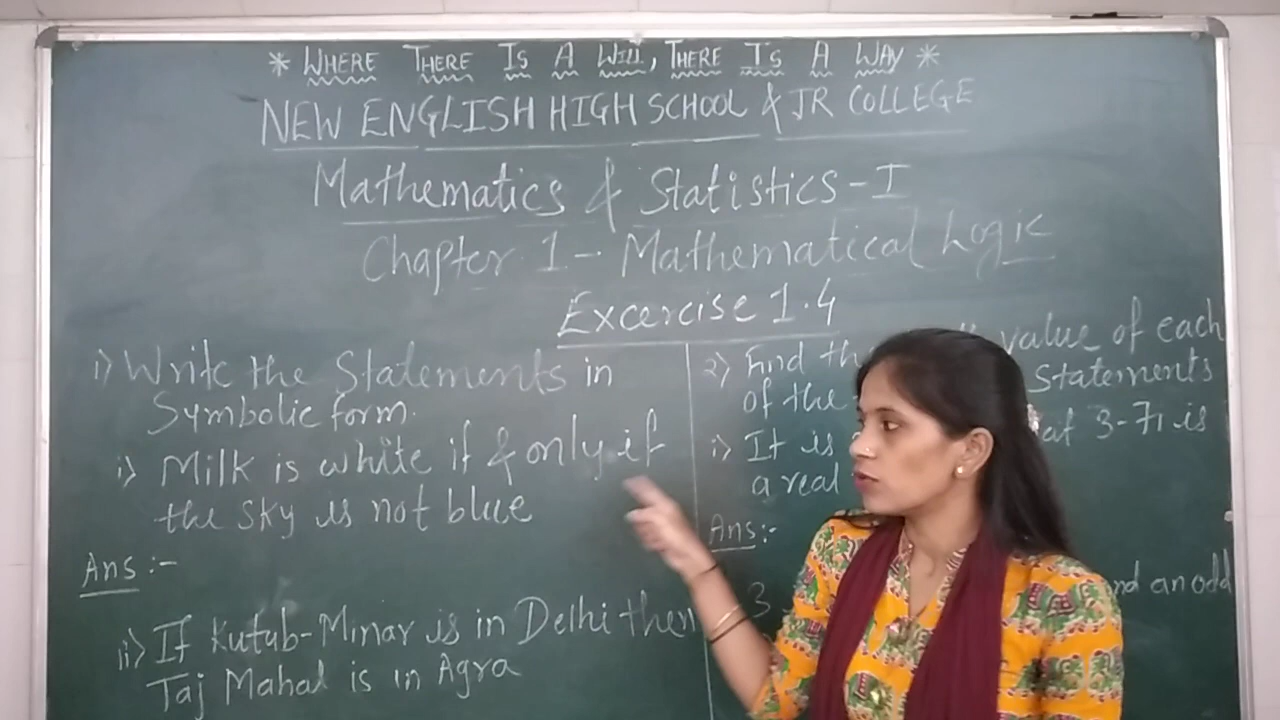 * WHERE THERE IS A WILL, THERE IS A WAY *
NEW ENGLISH HIGH SCHOOL & JR COLLEGE
Mathematics & Statistics - I
Chapter 1 - Mathematical Logic
Excercise 1.4
1) Write the Statements in
Symbolic form.
i) Milk is white if & only if
the sky is not blue
Ans :-
ii) If Kutub-Minar is in Delhi then
Taj Mahal is in Agra
2) Find value of each
of the Statements
i) It is 3-7i is
a real
Ans:-
3 an odd